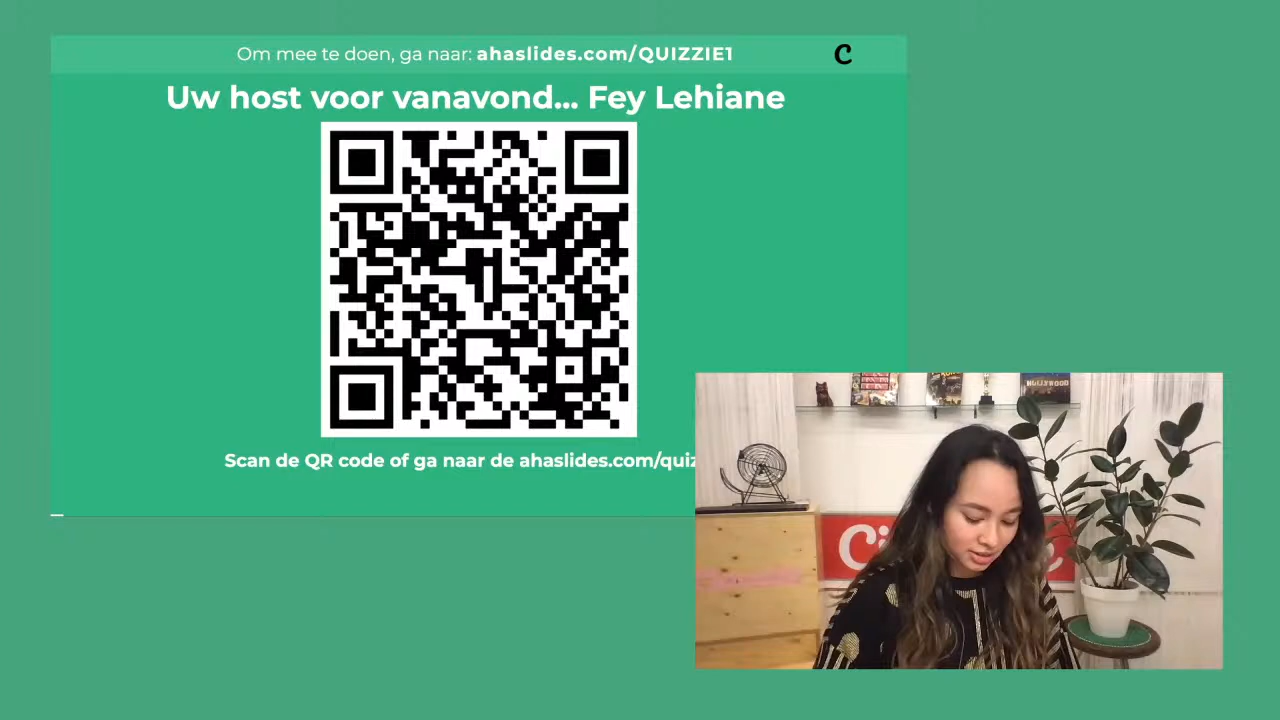 Om mee te doen, ga naar: ahaslides.com/QUIZZIE1
C
Uw host voor vanavond... Fey Lehiane
Scan de QR code of ga naar de ahaslides.com/quiz
HOLLYWOOD
Ci